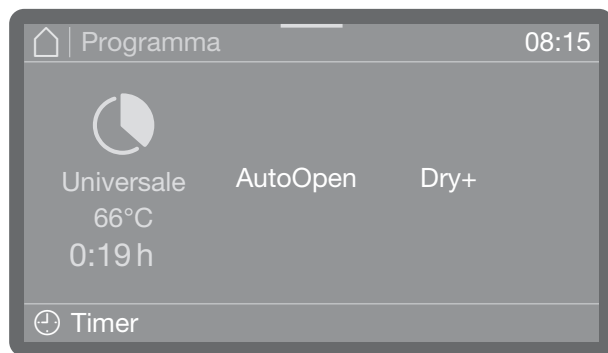 Programma 08:15
Universale AutoOpen Dry+
66°C
0:19 h
Timer